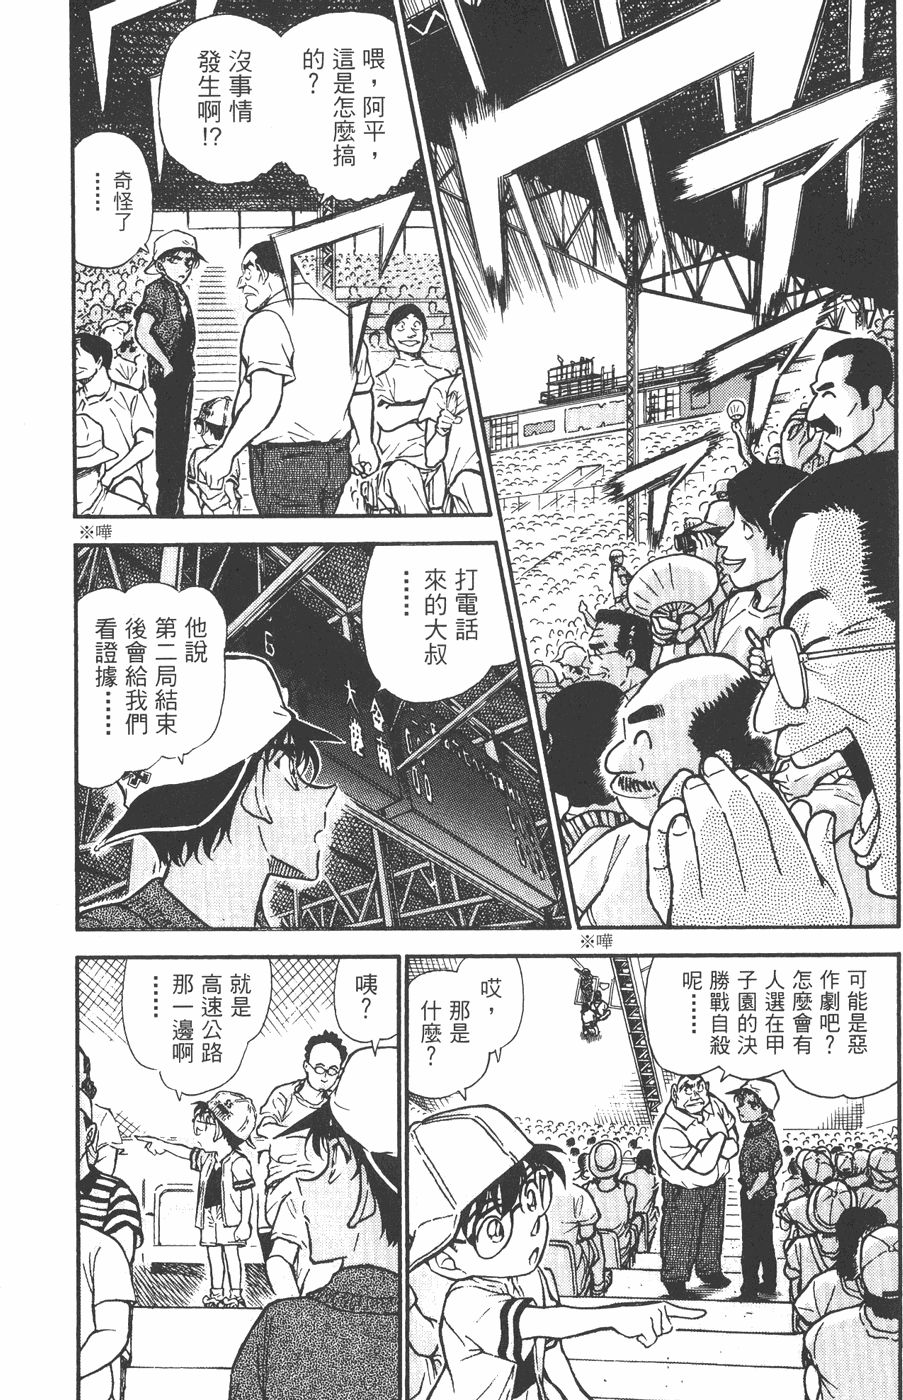 喂，阿平，
這是怎麼搞
的？
沒事情
發生啊!?
奇怪了
……
※嘩
打電話
來的大叔
……
他說
第二局結束
後會給我們
看證據……
※嘩
可能是惡
作劇吧？
怎麼會有
人選在甲
子園的決
勝戰自殺
呢……
哎，
那是
什麼？
咦？
就是
高速公路
那一邊啊
……